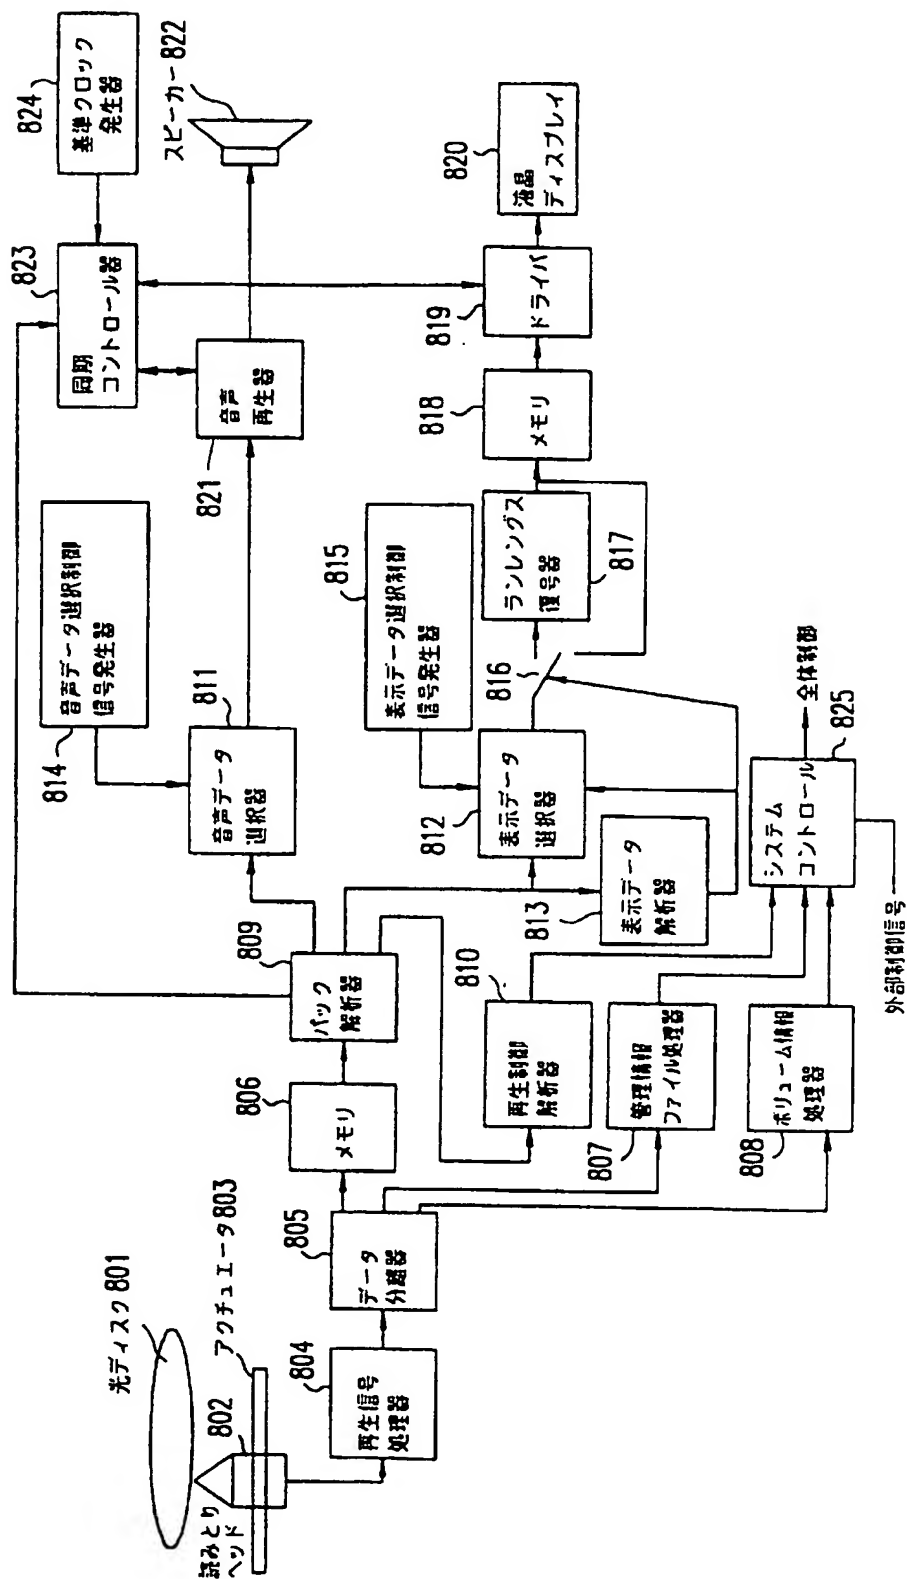 光ディスク 801
読みとり
ヘッド
802
アクチュエータ 803
804
再生信号
処理器
805
データ
分離器
806
メモリ
809
パック
解析器
810
再生制御
解析器
807
管理情報
ファイル処理器
808
ボリューム情報
処理器
814
音声データ選択制御
信号発生器
811
音声データ
選択器
815
表示データ選択制御
信号発生器
812
表示データ
選択器
813
表示データ
解析器
816
817
ランレングス
復号器
818
メモリ
819
ドライバ
820
液晶
ディスプレイ
821
音声
再生器
スピーカー 822
823
同期
コントロール器
824
基準クロック
発生器
システム
コントロール
825
全体制御
外部制御信号